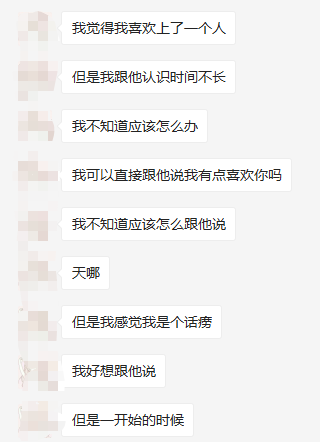 我觉得我喜欢上了一个人
但是我跟他认识时间不长
我不知道应该怎么办
我可以直接跟他说我有点喜欢你吗
我不知道应该怎么跟他说
天哪
但是我感觉我是个话痨
我好想跟他说
但是一开始的时候